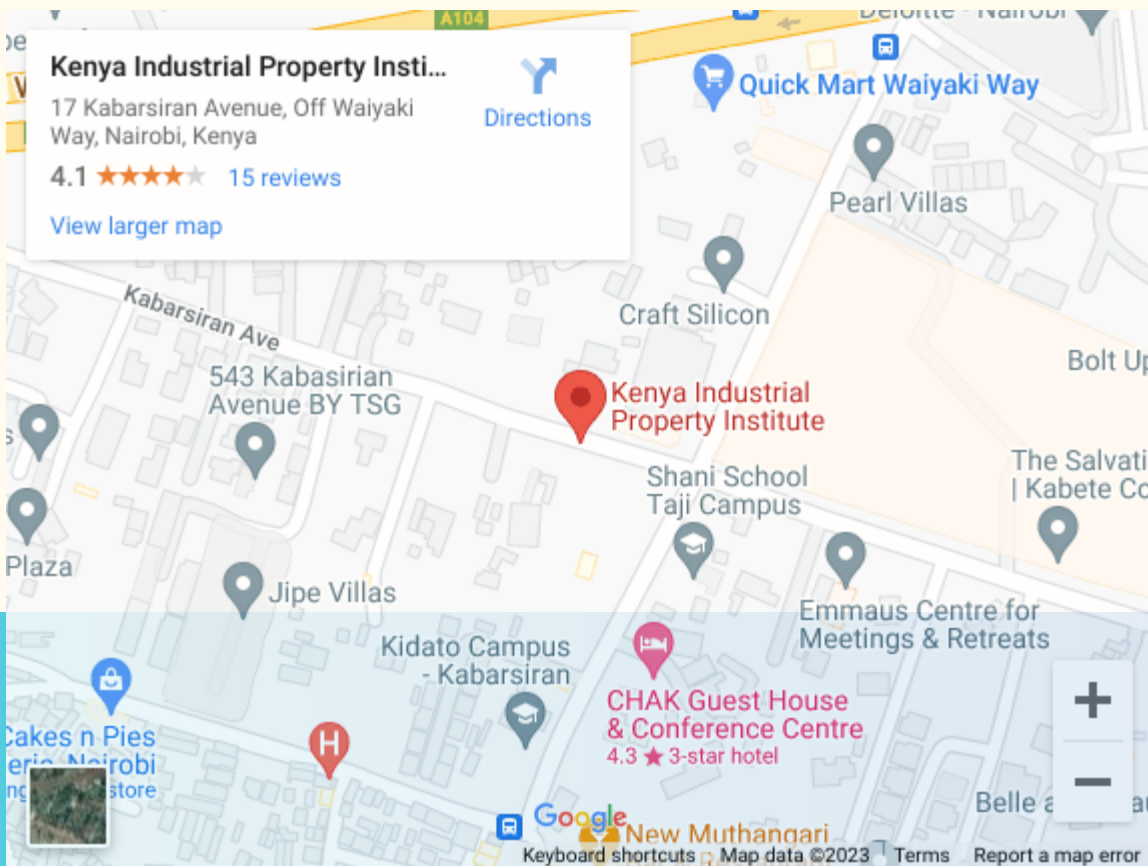 A104
Deloitte - Nairobi
Kenya Industrial Property Insti...
17 Kabarsiran Avenue, Off Waiyaki
Way, Nairobi, Kenya
4.1
15 reviews
View larger map
Directions
Quick Mart Waiyaki Way
Pearl Villas
Craft Silicon
Kabarsiran Ave
Bolt Up
543 Kabasirian
Avenue BY TSG
Kenya Industrial
Property Institute
The Salvati
| Kabete Co
Shani School
Taji Campus
Plaza
Jipe Villas
Emmaus Centre for
Meetings & Retreats
Kidato Campus
- Kabarsiran
CHAK Guest House
& Conference Centre
4.3 ★ 3-star hotel
H
Cakes n Pies
Nairobi
store
Belle a
Google
New Muthangari
Keyboard shortcuts
Map data ©2023
Terms
Report a map error